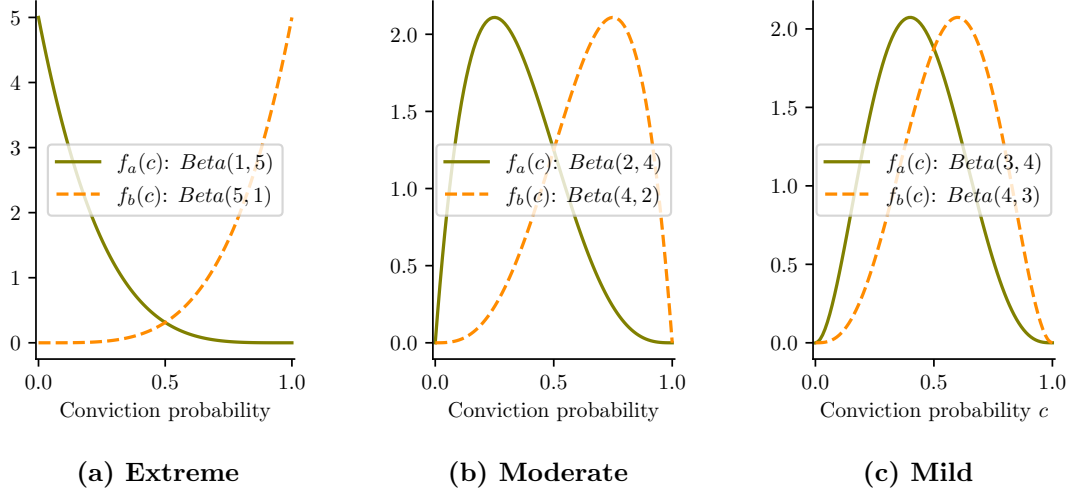 5
4
3
2
1
0
f_a(c): Beta(1, 5)
f_b(c): Beta(5, 1)
0.0 0.5 1.0
Conviction probability
(a) Extreme
2.0
1.5
1.0
0.5
0.0
f_a(c): Beta(2, 4)
f_b(c): Beta(4, 2)
0.0 0.5 1.0
Conviction probability
(b) Moderate
2.0
1.5
1.0
0.5
0.0
f_a(c): Beta(3, 4)
f_b(c): Beta(4, 3)
0.0 0.5 1.0
Conviction probability c
(c) Mild